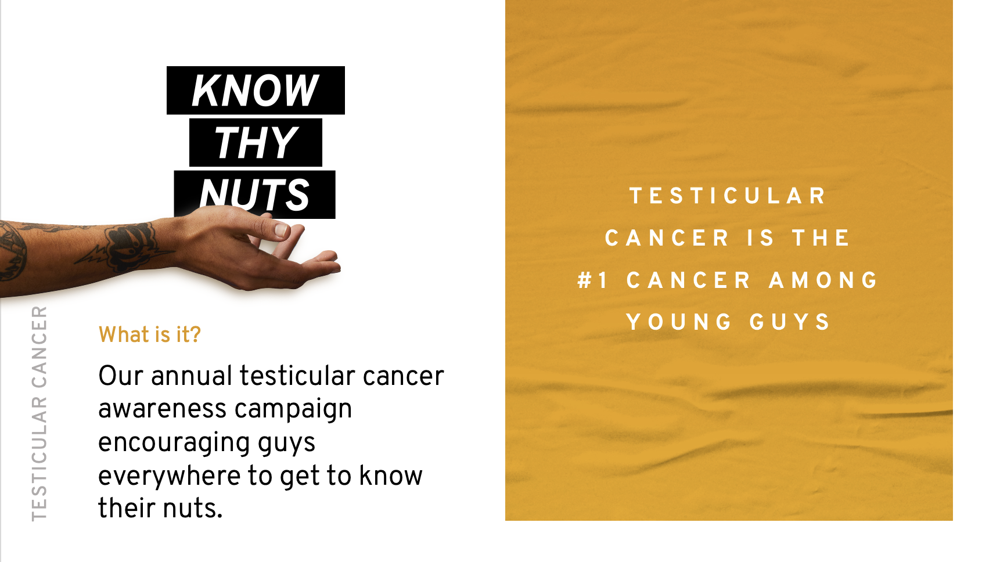 KNOW
THY
NUTS
TESTICULAR CANCER
What is it?
Our annual testicular cancer
awareness campaign
encouraging guys
everywhere to get to know
their nuts.
TESTICULAR
CANCER IS THE
#1 CANCER AMONG
YOUNG GUYS